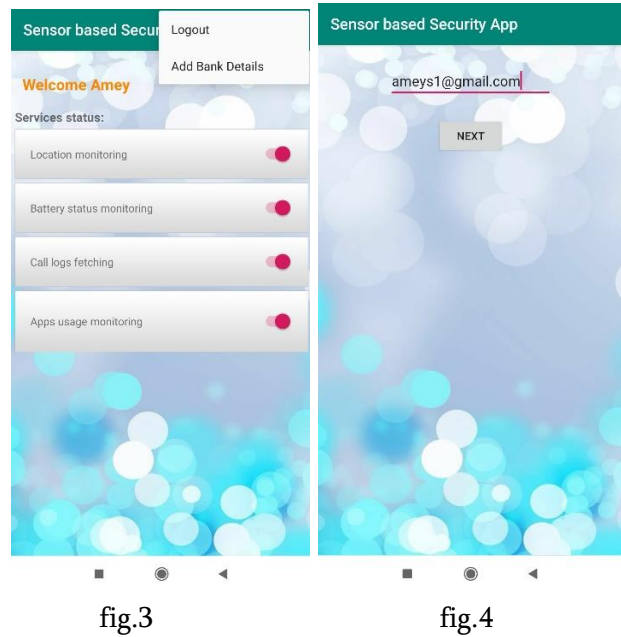 Sensor based Secur
Logout
Add Bank Details
Welcome Amey
Services status:
Location monitoring
Battery status monitoring
Call logs fetching
Apps usage monitoring
fig.3
Sensor based Security App
ameys1@gmail.com
NEXT
fig.4